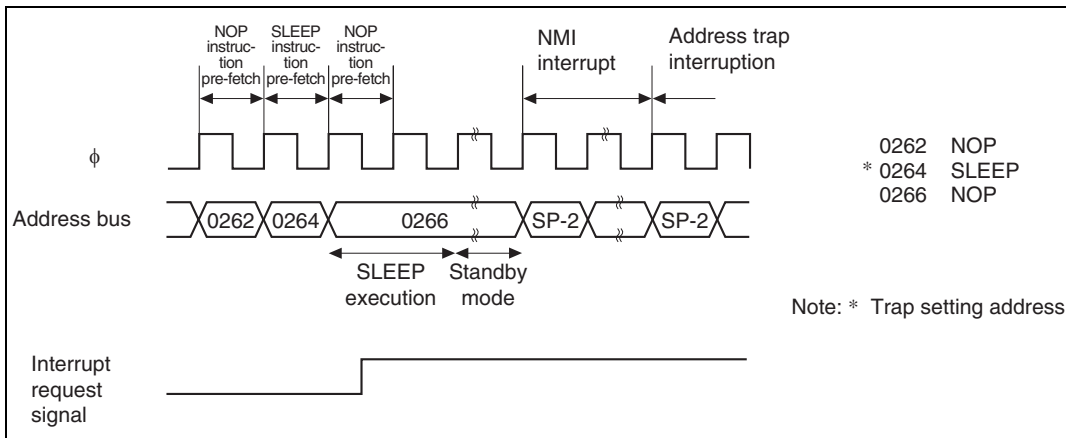 NOP
instruc-
tion
pre-fetch
SLEEP
instruc-
tion
pre-fetch
NOP
instruc-
tion
pre-fetch
NMI
interrupt
Address trap
interruption
ϕ
0262 NOP
* 0264 SLEEP
0266 NOP
Address bus
0262
0264
0266
SP-2
SP-2
SLEEP
execution
Standby
mode
Note: * Trap setting address
Interrupt
request
signal